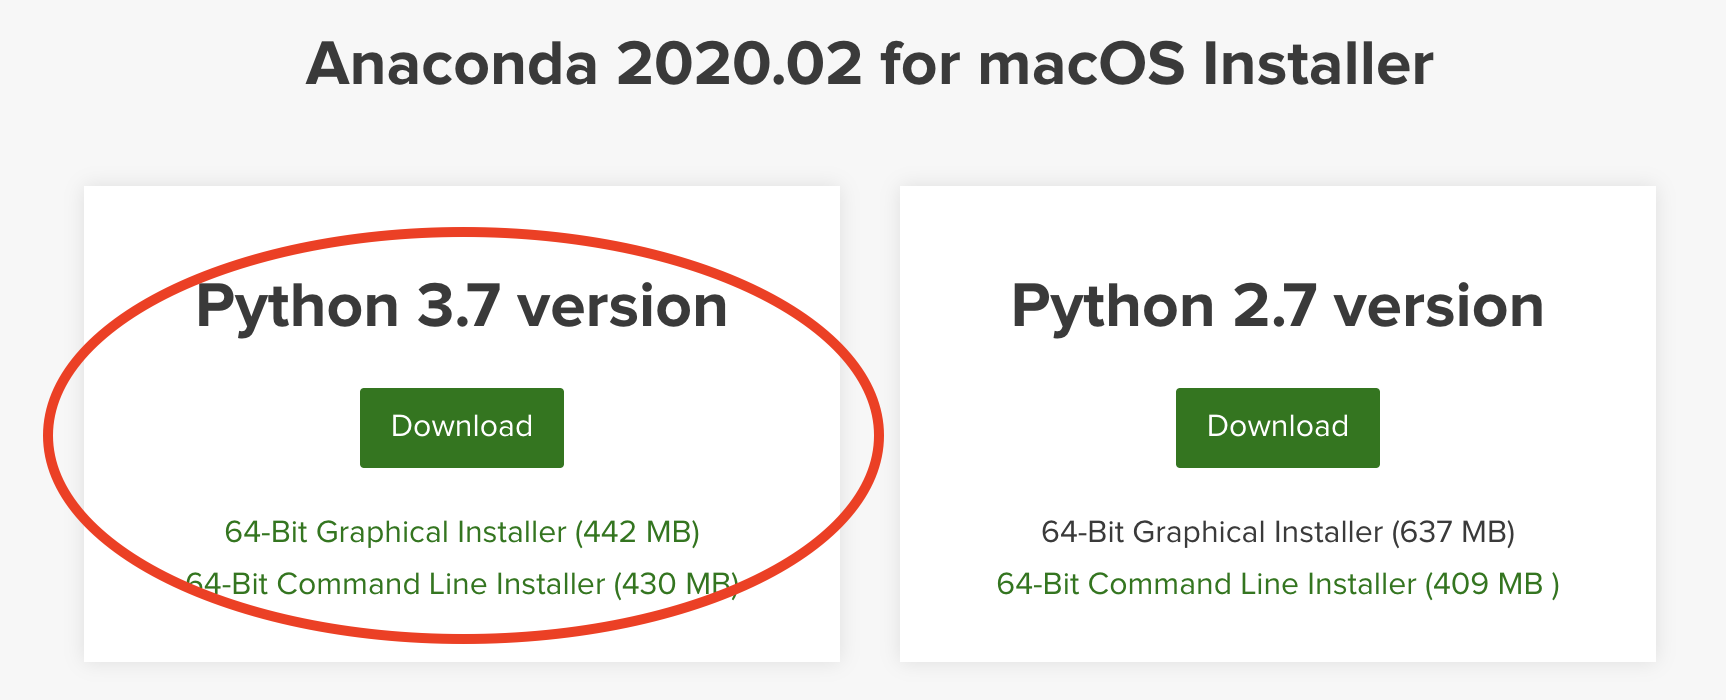 Anaconda 2020.02 for macOS Installer
Python 3.7 version
Download
64-Bit Graphical Installer (442 MB)
64-Bit Command Line Installer (430 MB)
Python 2.7 version
Download
64-Bit Graphical Installer (637 MB)
64-Bit Command Line Installer (409 MB )